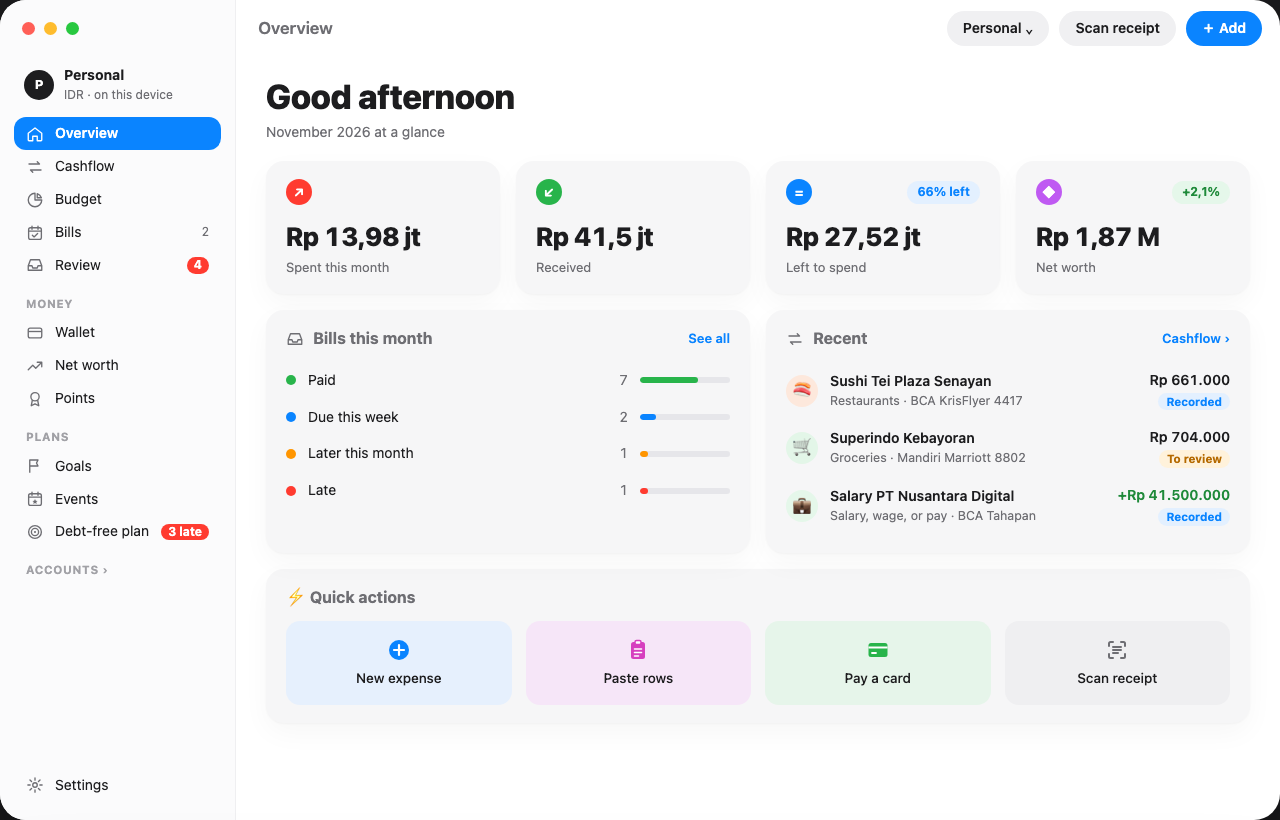 Overview
Personal
Scan receipt
+ Add
P
Personal
IDR · on this device
Overview
Cashflow
Budget
Bills
2
Review
4
MONEY
Wallet
Net worth
Points
PLANS
Goals
Events
Debt-free plan
3 late
ACCOUNTS ›
Settings
Good afternoon
November 2026 at a glance
Rp 13,98 jt
Spent this month
Rp 41,5 jt
Received
66% left
Rp 27,52 jt
Left to spend
+2,1%
Rp 1,87 M
Net worth
Bills this month
See all
Paid
7
Due this week
2
Later this month
1
Late
1
Recent
Cashflow ›
Sushi Tei Plaza Senayan
Rp 661.000
Restaurants · BCA KrisFlyer 4417
Recorded
Superindo Kebayoran
Rp 704.000
Groceries · Mandiri Marriott 8802
To review
Salary PT Nusantara Digital
+Rp 41.500.000
Salary, wage, or pay · BCA Tahapan
Recorded
⚡ Quick actions
New expense
Paste rows
Pay a card
Scan receipt